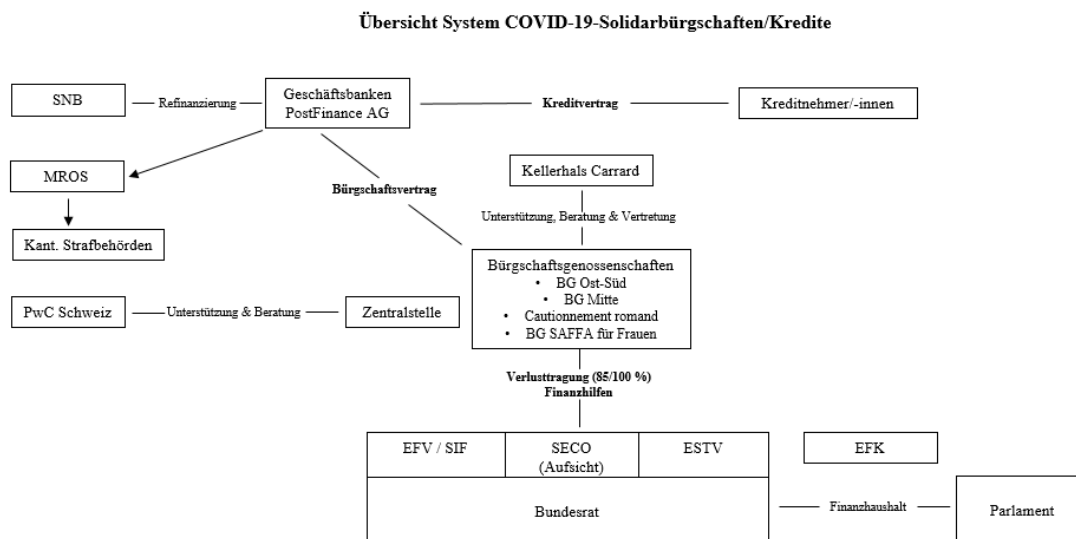 Übersicht System COVID-19-Solidarbürgschaften/Kredite
SNB
Refinanzierung
Geschäftsbanken
PostFinance AG
Kreditvertrag
Kreditnehmer/-innen
MROS
Bürgschaftsvertrag
Kellerhals Carrard
Unterstützung, Beratung & Vertretung
Kant. Strafbehörden
Bürgschaftsgenossenschaften
• BG Ost-Süd
• BG Mitte
• Cautionnement romand
• BG SAFFA für Frauen
PwC Schweiz
Unterstützung & Beratung
Zentralstelle
Verlusttragung (85/100 %)
Finanzhilfen
EFV / SIF
SECO
(Aufsicht)
ESTV
EFK
Bundesrat
Finanzhaushalt
Parlament